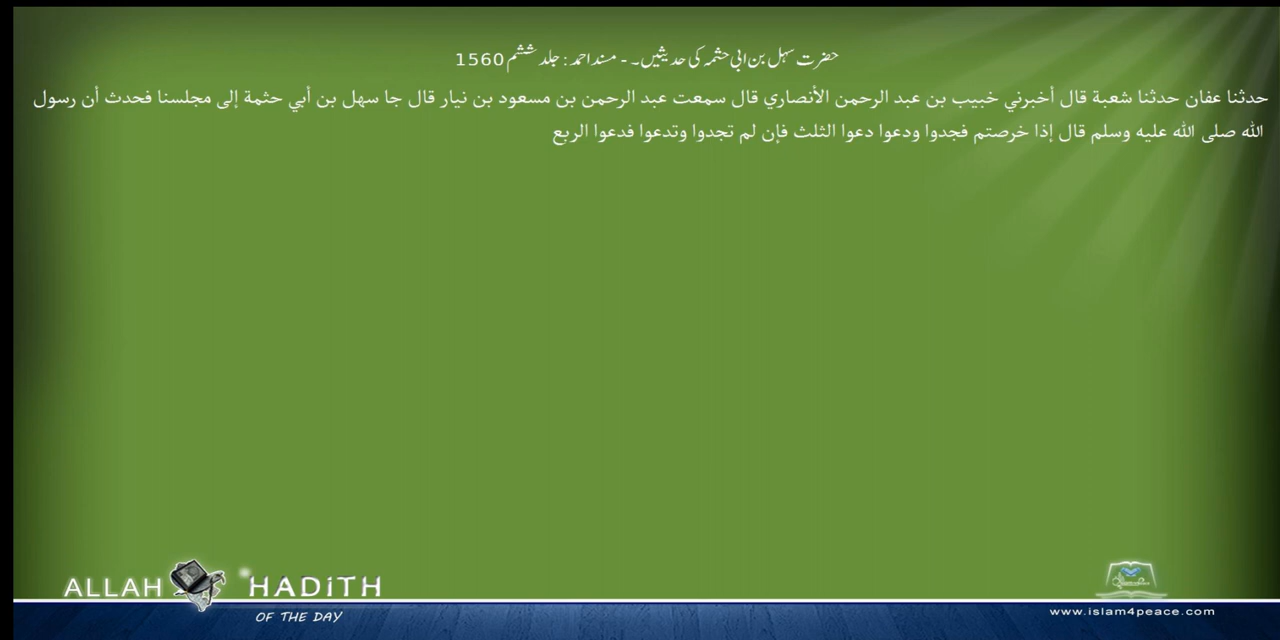 حضرت سہل بن ابی حثمہ کی حدیثیں۔ - مسند احمد : جلد ششم 1560
حدثنا عفان حدثنا شعبة قال أخبرني خبيب بن عبد الرحمن الأنصاري قال سمعت عبد الرحمن بن مسعود بن نيار قال جا سهل بن أبي حثمة إلى مجلسنا فحدث أن رسول
الله صلى الله عليه وسلم قال إذا خرصتم فجدوا ودعوا دعوا الثلث فإن لم تجدوا وتدعوا فدعوا الربع
ALLAH HADITH
OF THE DAY
www.islam4peace.com